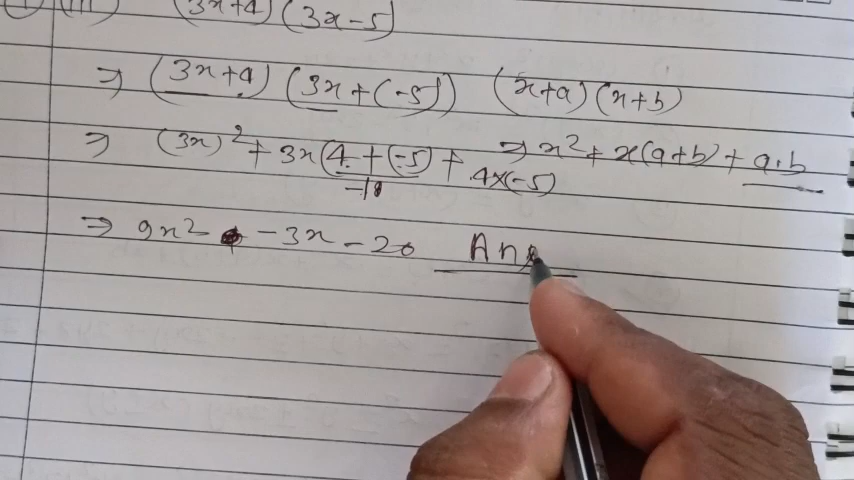 (3x+4)(3x-5)
⇒ (3x+4) (3x+(-5)) (x+a)(x+b)
⇒ (3x)² + 3x(4+(-5)) + 4×(-5) ⇒ x² + x(a+b) + a.b
-1
⇒ 9x² -3x -20 Ans